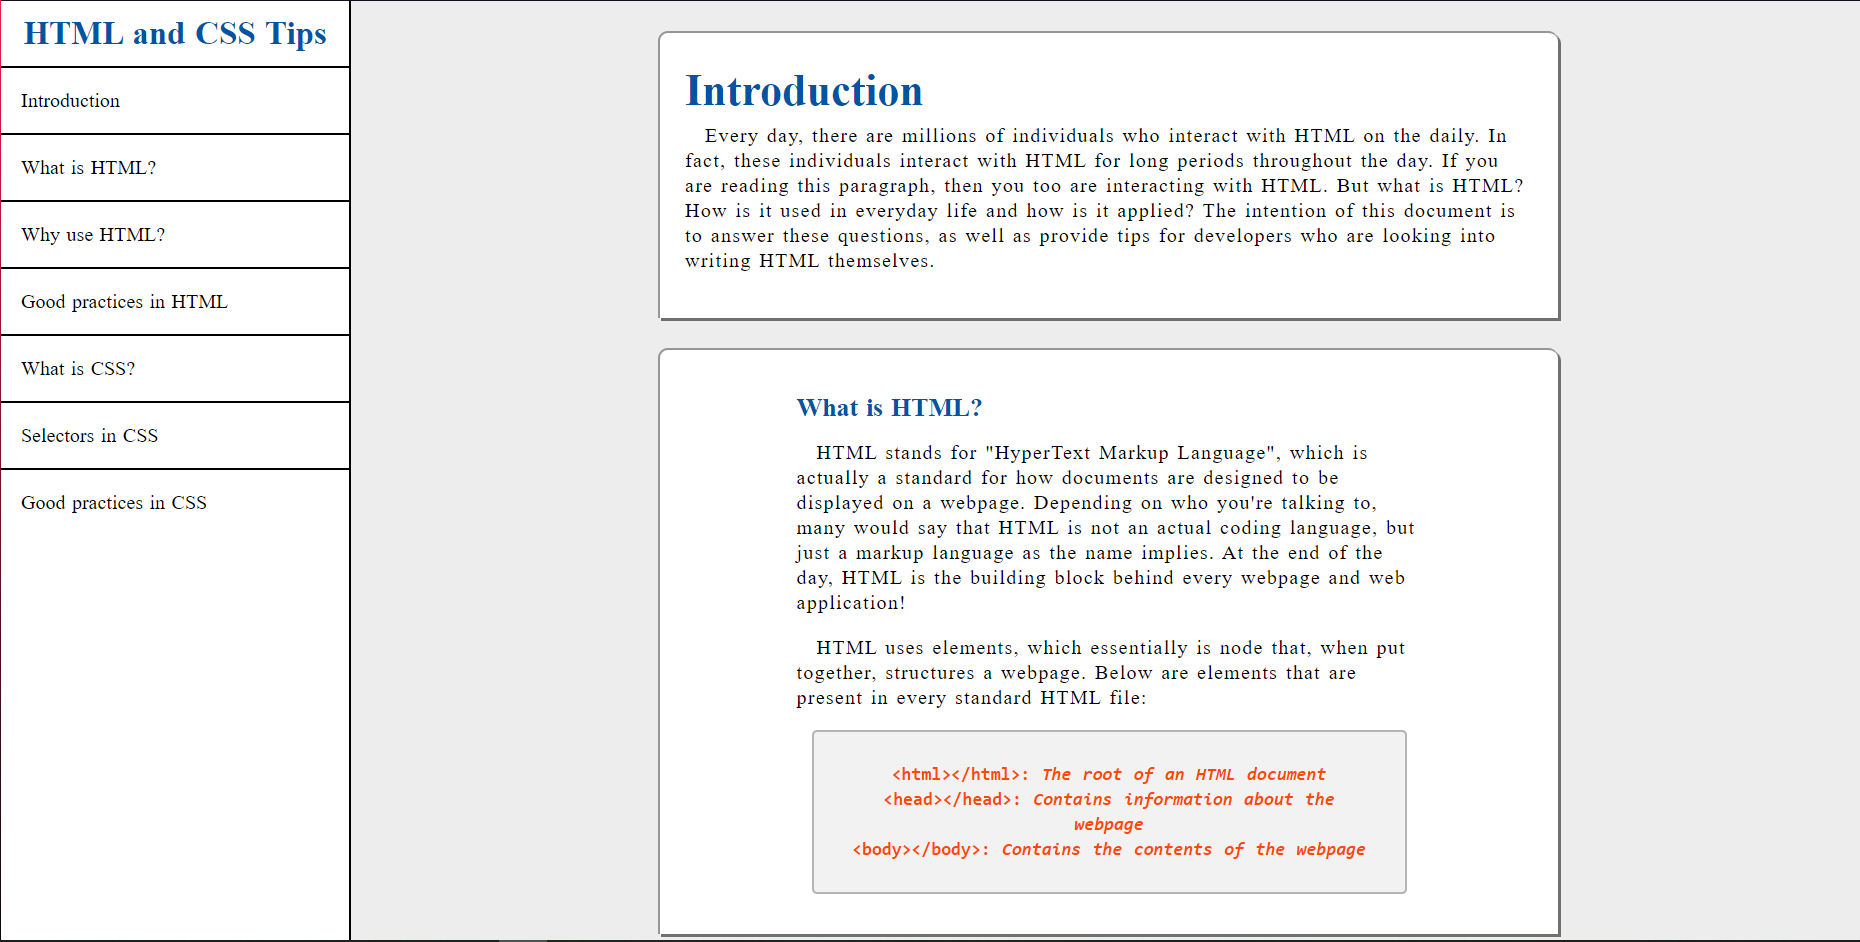 HTML and CSS Tips
Introduction
What is HTML?
Why use HTML?
Good practices in HTML
What is CSS?
Selectors in CSS
Good practices in CSS
Introduction
Every day, there are millions of individuals who interact with HTML on the daily. In
fact, these individuals interact with HTML for long periods throughout the day. If you
are reading this paragraph, then you too are interacting with HTML. But what is HTML?
How is it used in everyday life and how is it applied? The intention of this document is
to answer these questions, as well as provide tips for developers who are looking into
writing HTML themselves.
What is HTML?
HTML stands for "HyperText Markup Language", which is
actually a standard for how documents are designed to be
displayed on a webpage. Depending on who you're talking to,
many would say that HTML is not an actual coding language, but
just a markup language as the name implies. At the end of the
day, HTML is the building block behind every webpage and web
application!
HTML uses elements, which essentially is node that, when put
together, structures a webpage. Below are elements that are
present in every standard HTML file:
<html></html>: The root of an HTML document
<head></head>: Contains information about the
webpage
<body></body>: Contains the contents of the webpage